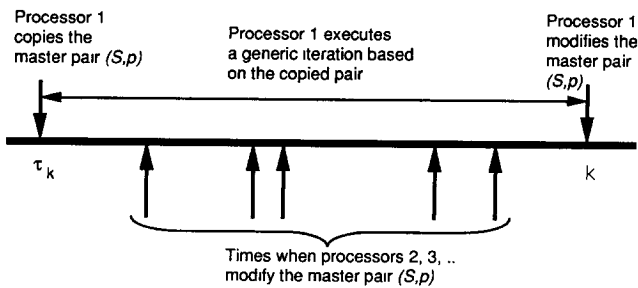 Processor 1
copies the
master pair (S,p)
Processor 1 executes
a generic iteration based
on the copied pair
Processor 1
modifies the
master pair
(S,p)
τk
k
Times when processors 2, 3, ..
modify the master pair (S,p)